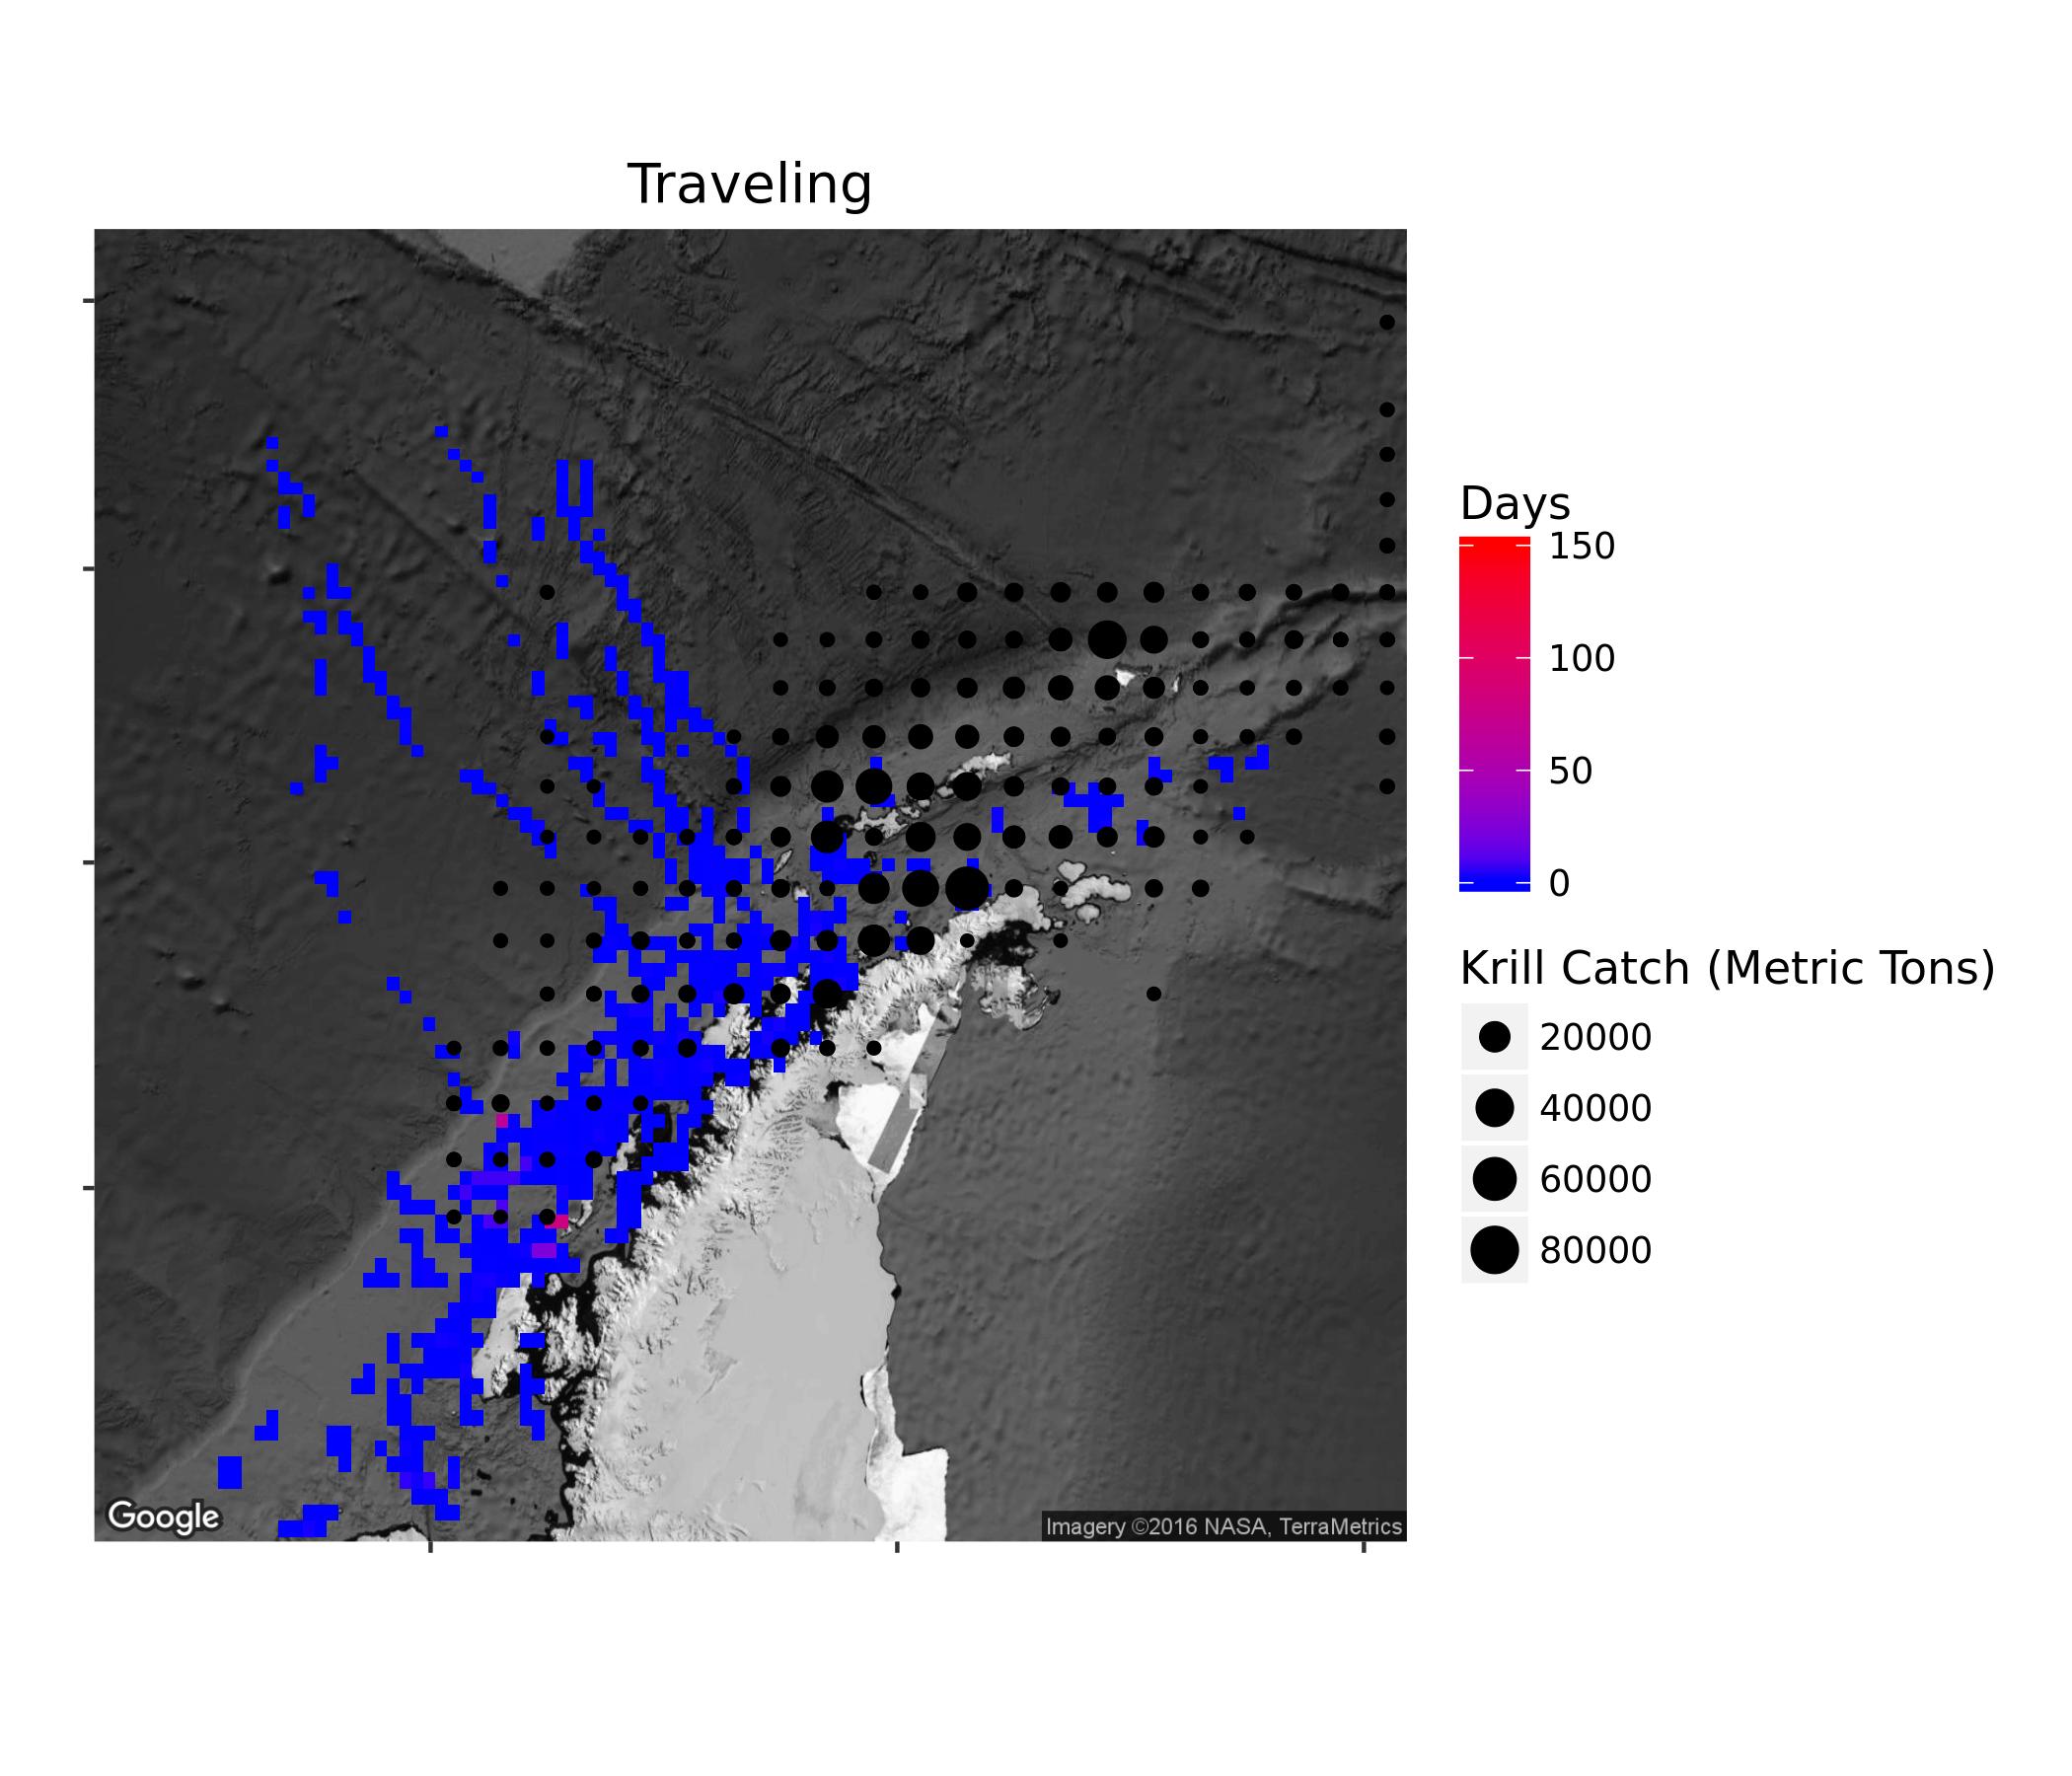 Traveling
Days
150
100
50
0
Krill Catch (Metric Tons)
20000
40000
60000
80000
Google
Imagery ©2016 NASA, TerraMetrics